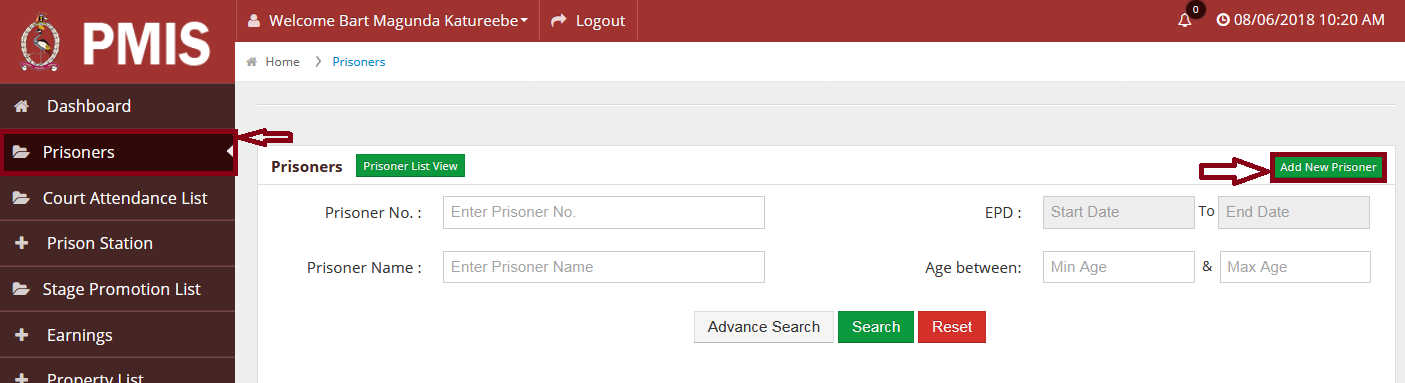 PMIS
Welcome Bart Magunda Katureebe
Logout
0
08/06/2018 10:20 AM
Home
Prisoners
Dashboard
Prisoners
Court Attendance List
Prison Station
Stage Promotion List
Earnings
Property List
Prisoners
Prisoner List View
Add New Prisoner
Prisoner No. :
Enter Prisoner No.
EPD :
Start Date
To
End Date
Prisoner Name :
Enter Prisoner Name
Age between:
Min Age
&
Max Age
Advance Search
Search
Reset